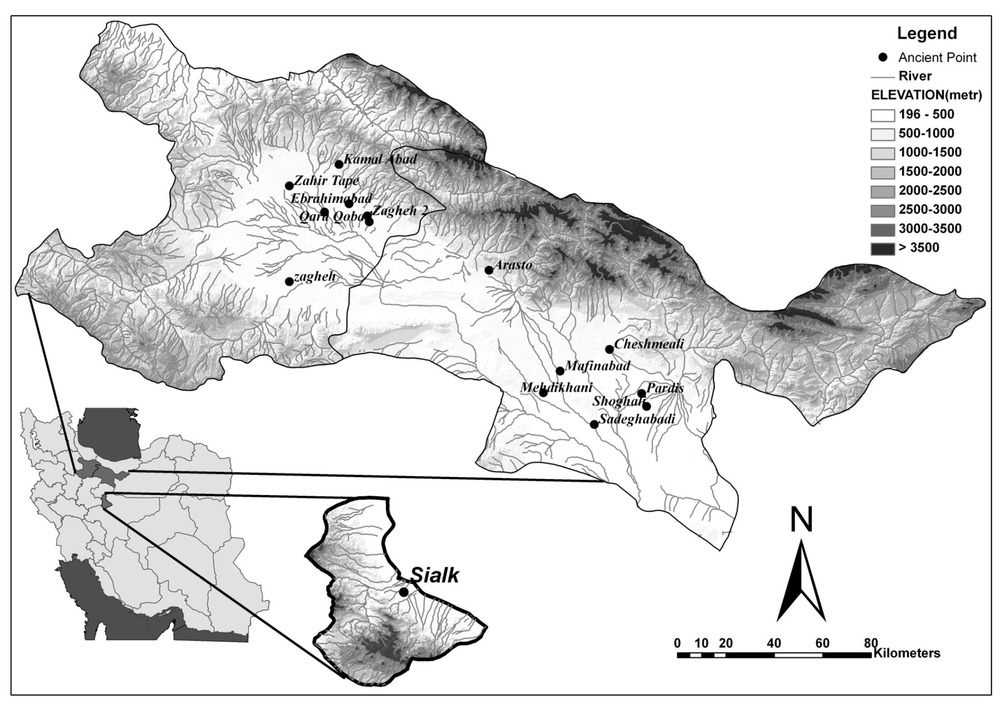 Legend
Ancient Point
River
ELEVATION(metr)
196 - 500
500-1000
1000-1500
1500-2000
2000-2500
2500-3000
3000-3500
> 3500
Kamal Abad
Zahir Tape
Ebrahimabad
Zagheh 2
Qara Qobad
Arasto
zagheh
Cheshmeali
Mafinabad
Mehdikhani
Pardis
Shoghali
Sadeghabadi
Sialk
N
0 10 20 40 60 80
Kilometers